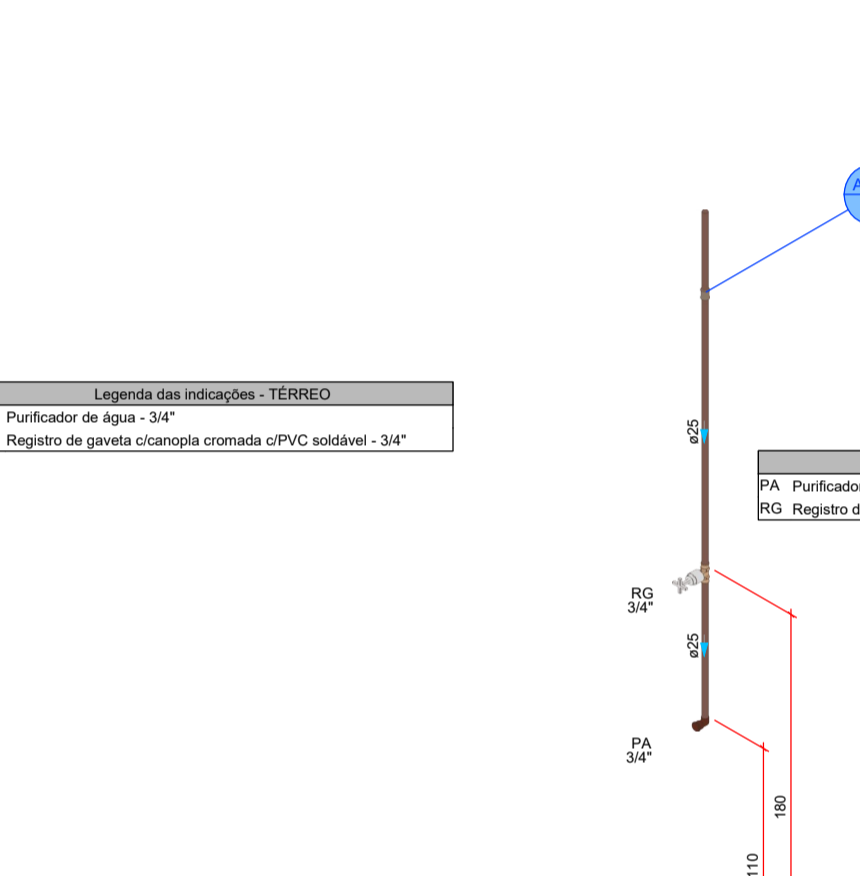 A
Legenda das indicações - TÉRREO
Purificador de água - 3/4"
Registro de gaveta c/canopla cromada c/PVC soldável - 3/4"
ø25
PA Purificador
RG Registro d
RG
3/4"
ø25
PA
3/4"
180
110